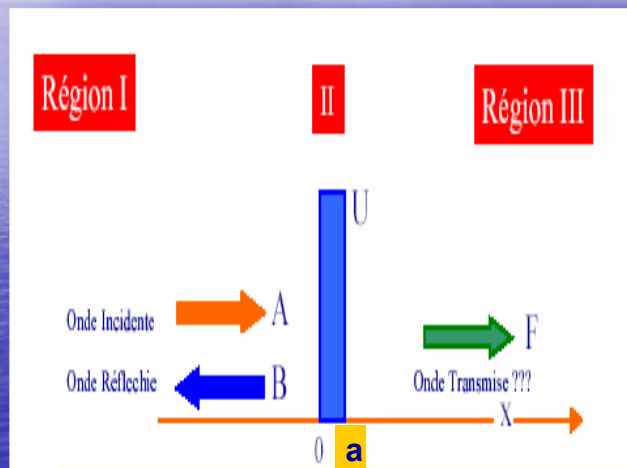 Région I
II
Région III
U
Onde Incidente
A
F
Onde Réflechie
B
Onde Transmise ???
X
0
a